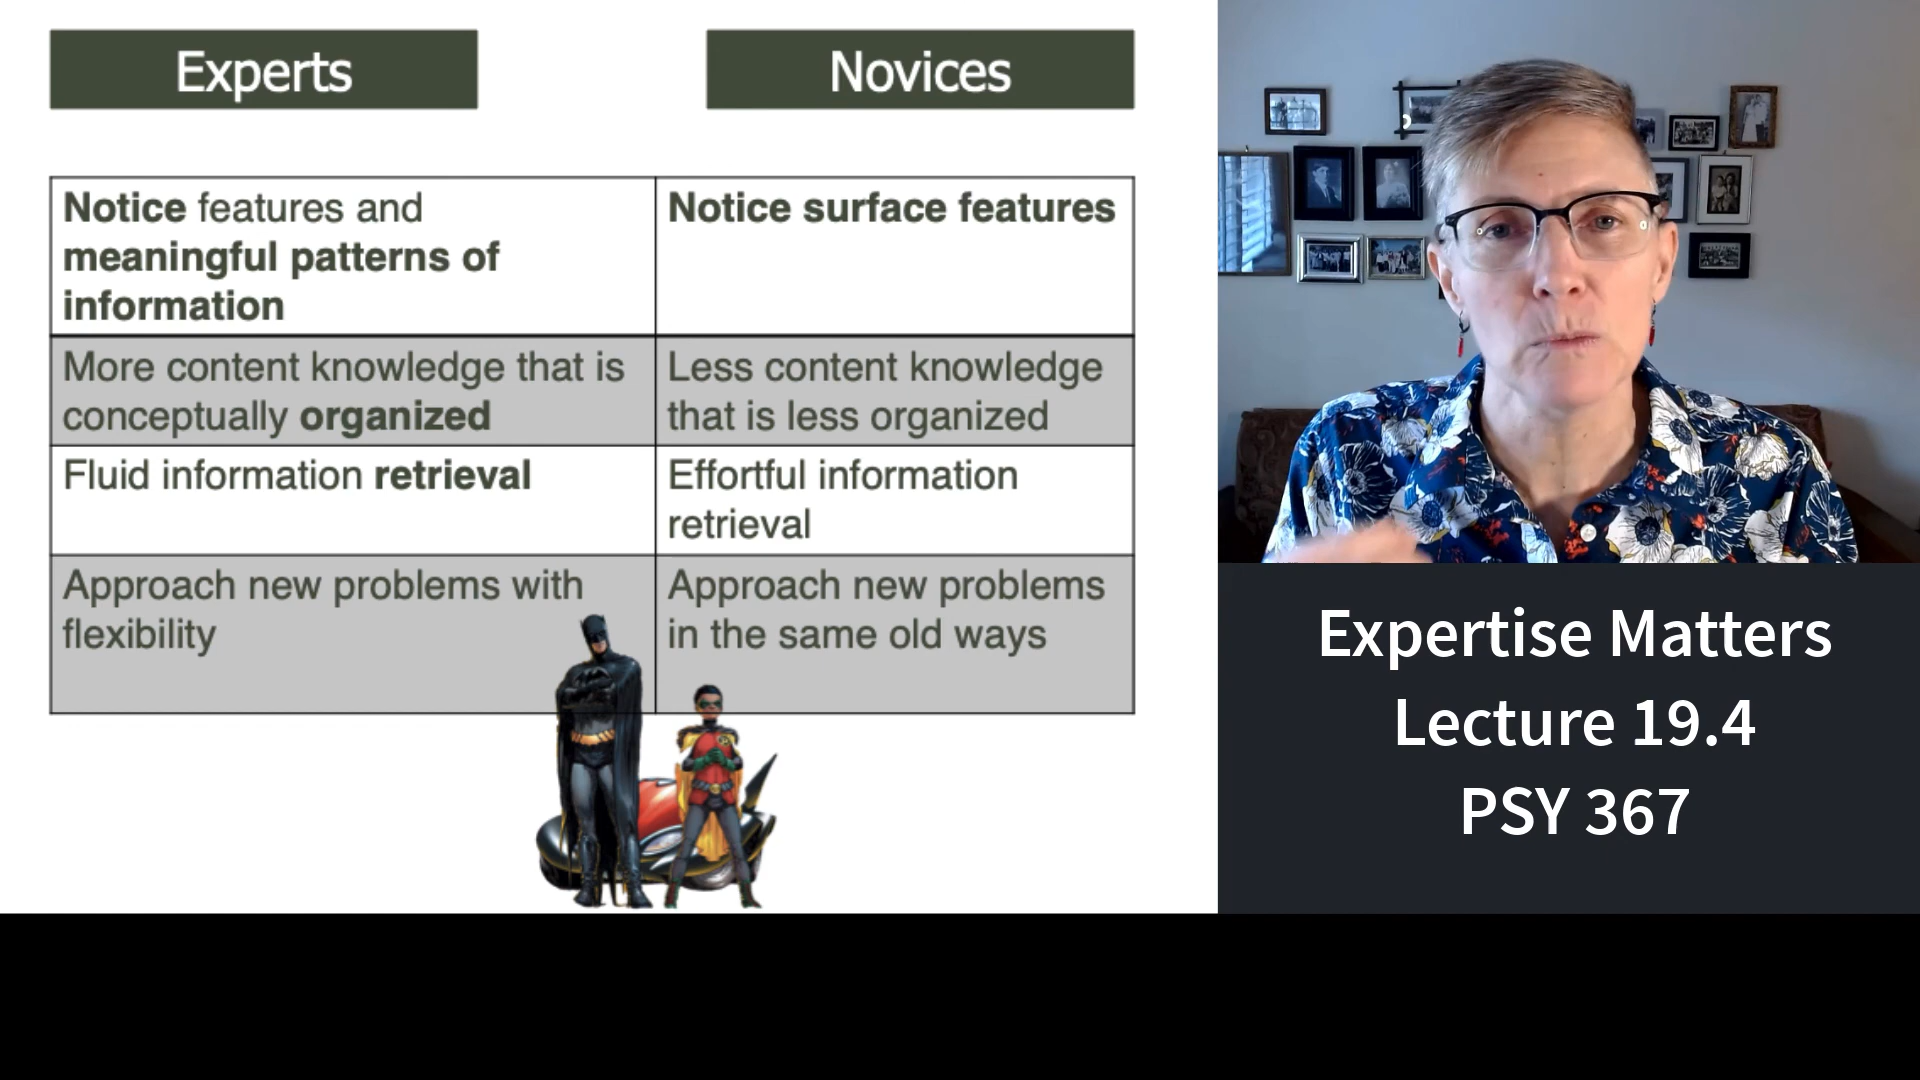 Experts
Novices
Notice features and
meaningful patterns of
information
Notice surface features
More content knowledge that is
conceptually organized
Less content knowledge
that is less organized
Fluid information retrieval
Effortful information
retrieval
Approach new problems with
flexibility
Approach new problems
in the same old ways
Expertise Matters
Lecture 19.4
PSY 367